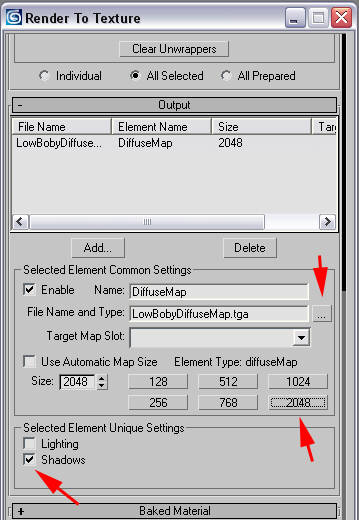 Render To Texture
Clear Unwrappers
Individual All Selected All Prepared
- Output
File Name Element Name Size Targ
LowBobyDiffuse... DiffuseMap 2048
Add... Delete
Selected Element Common Settings
Enable Name: DiffuseMap
File Name and Type: LowBobyDiffuseMap.tga ...
Target Map Slot:
Use Automatic Map Size Element Type: diffuseMap
Size: 2048 128 512 1024
256 768 2048
Selected Element Unique Settings
Lighting
Shadows
+ Baked Material